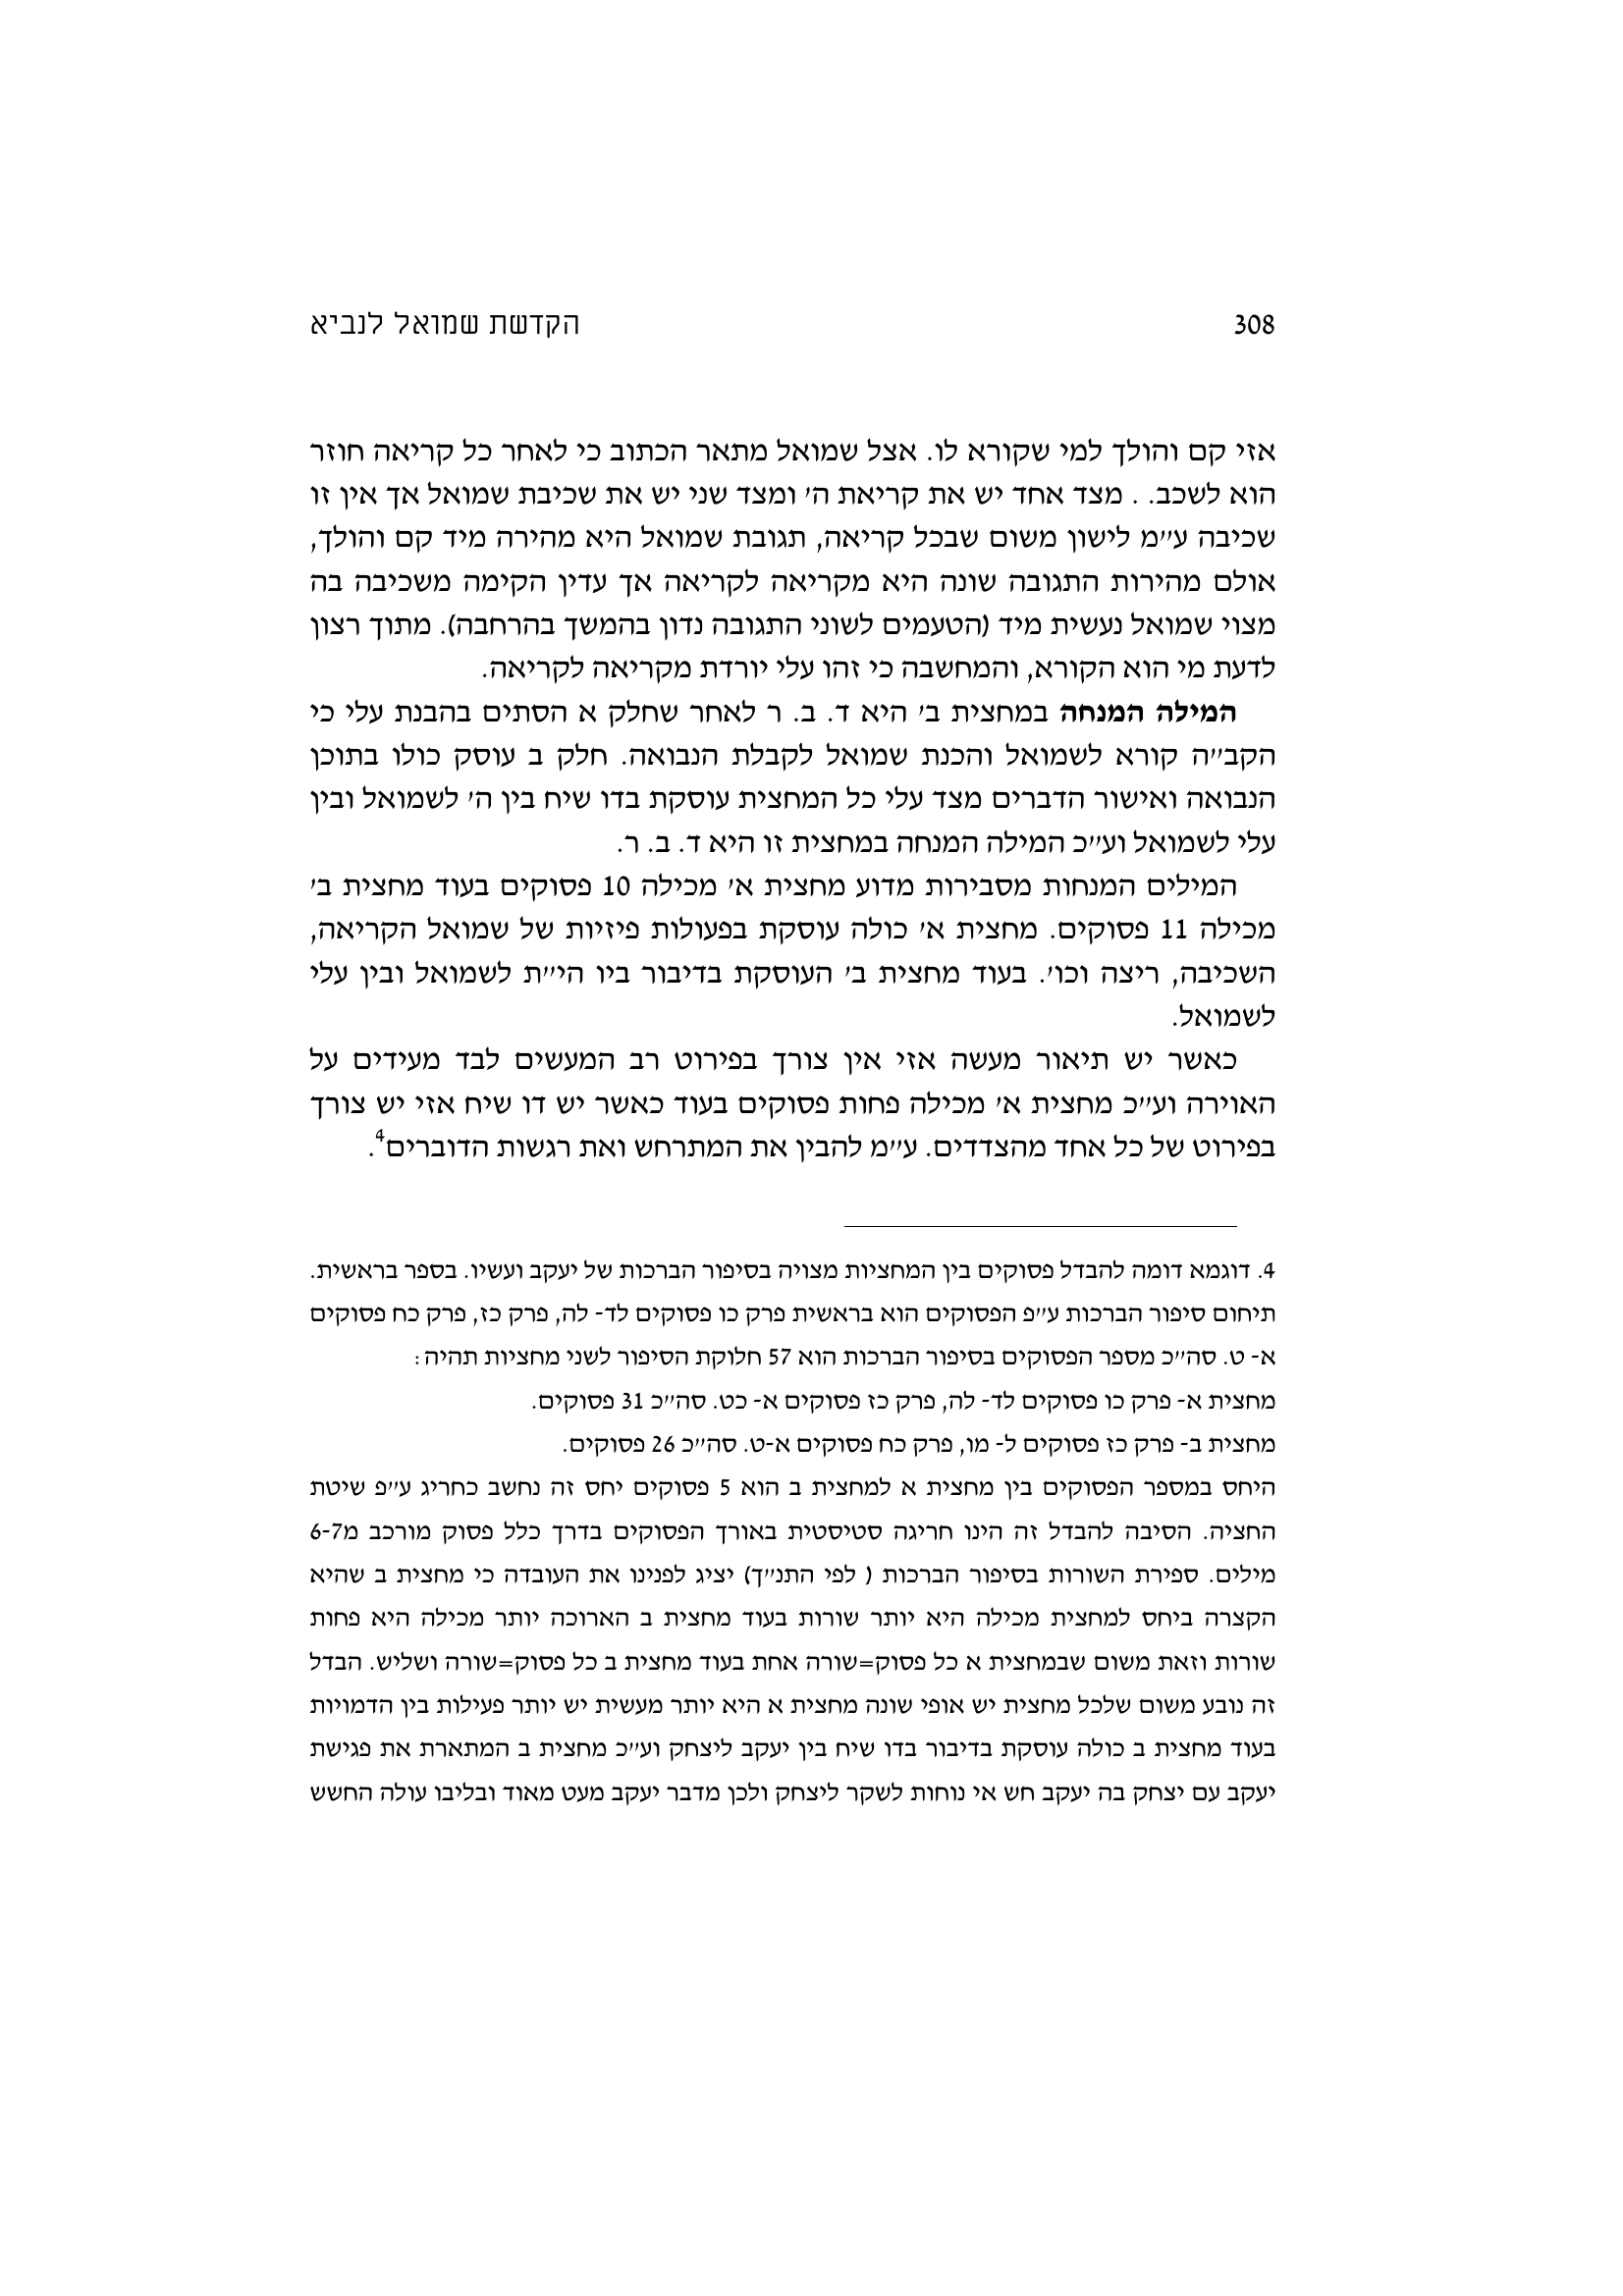 308 הקדשת שמואל לנביא
אזי קם והולך למי שקורא לו. אצל שמואל מתאר הכתוב כי לאחר כל קריאה חוזר
הוא לשכב. . מצד אחד יש את קריאת ה׳ ומצד שני יש את שכיבת שמואל אך אין זו
שכיבה ע״מ לישון משום שבכל קריאה, תגובת שמואל היא מהירה מיד קם והולך,
אולם מהירות התגובה שונה היא מקריאה לקריאה אך עדין הקימה משכיבה בה
מצוי שמואל נעשית מיד (הטעמים לשוני התגובה נדון בהמשך בהרחבה). מתוך רצון
לדעת מי הוא הקורא, והמחשבה כי זהו עלי יורדת מקריאה לקריאה.
המילה המנחה במחצית ב׳ היא ד. ב. ר לאחר שחלק א הסתים בהבנת עלי כי
הקב״ה קורא לשמואל והכנת שמואל לקבלת הנבואה. חלק ב עוסק כולו בתוכן
הנבואה ואישור הדברים מצד עלי כל המחצית עוסקת בדו שיח בין ה׳ לשמואל ובין
עלי לשמואל וע״כ המילה המנחה במחצית זו היא ד. ב. ר.
המילים המנחות מסבירות מדוע מחצית א׳ מכילה 10 פסוקים בעוד מחצית ב׳
מכילה 11 פסוקים. מחצית א׳ כולה עוסקת בפעולות פיזיות של שמואל הקריאה,
השכיבה, ריצה וכו׳. בעוד מחצית ב׳ העוסקת בדיבור ביו הי״ת לשמואל ובין עלי
לשמואל.
כאשר יש תיאור מעשה אזי אין צורך בפירוט רב המעשים לבד מעידים על
האוירה וע״כ מחצית א׳ מכילה פחות פסוקים בעוד כאשר יש דו שיח אזי יש צורך
בפירוט של כל אחד מהצדדים. ע״מ להבין את המתרחש ואת רגשות הדוברים4.
4. דוגמא דומה להבדל פסוקים בין המחציות מצויה בסיפור הברכות של יעקב ועשיו. בספר בראשית.
תיחום סיפור הברכות ע״פ הפסוקים הוא בראשית פרק כו פסוקים לד- לה, פרק כז, פרק כח פסוקים
א- ט. סה״כ מספר הפסוקים בסיפור הברכות הוא 57 חלוקת הסיפור לשני מחציות תהיה:
מחצית א- פרק כו פסוקים לד- לה, פרק כז פסוקים א- כט. סה״כ 31 פסוקים.
מחצית ב- פרק כז פסוקים ל- מו, פרק כח פסוקים א-ט. סה״כ 26 פסוקים.
היחס במספר הפסוקים בין מחצית א למחצית ב הוא 5 פסוקים יחס זה נחשב כחריג ע״פ שיטת
החציה. הסיבה להבדל זה הינו חריגה סטיסטית באורך הפסוקים בדרך כלל פסוק מורכב מ6-7
מילים. ספירת השורות בסיפור הברכות ( לפי התנ״ך) יציג לפנינו את העובדה כי מחצית ב שהיא
הקצרה ביחס למחצית מכילה היא יותר שורות בעוד מחצית ב הארוכה יותר מכילה היא פחות
שורות וזאת משום שבמחצית א כל פסוק=שורה אחת בעוד מחצית ב כל פסוק=שורה ושליש. הבדל
זה נובע משום שלכל מחצית יש אופי שונה מחצית א היא יותר מעשית יש יותר פעילות בין הדמויות
בעוד מחצית ב כולה עוסקת בדיבור בדו שיח בין יעקב ליצחק וע״כ מחצית ב המתארת את פגישת
יעקב עם יצחק בה יעקב חש אי נוחות לשקר ליצחק ולכן מדבר יעקב מעט מאוד ובליבו עולה החשש